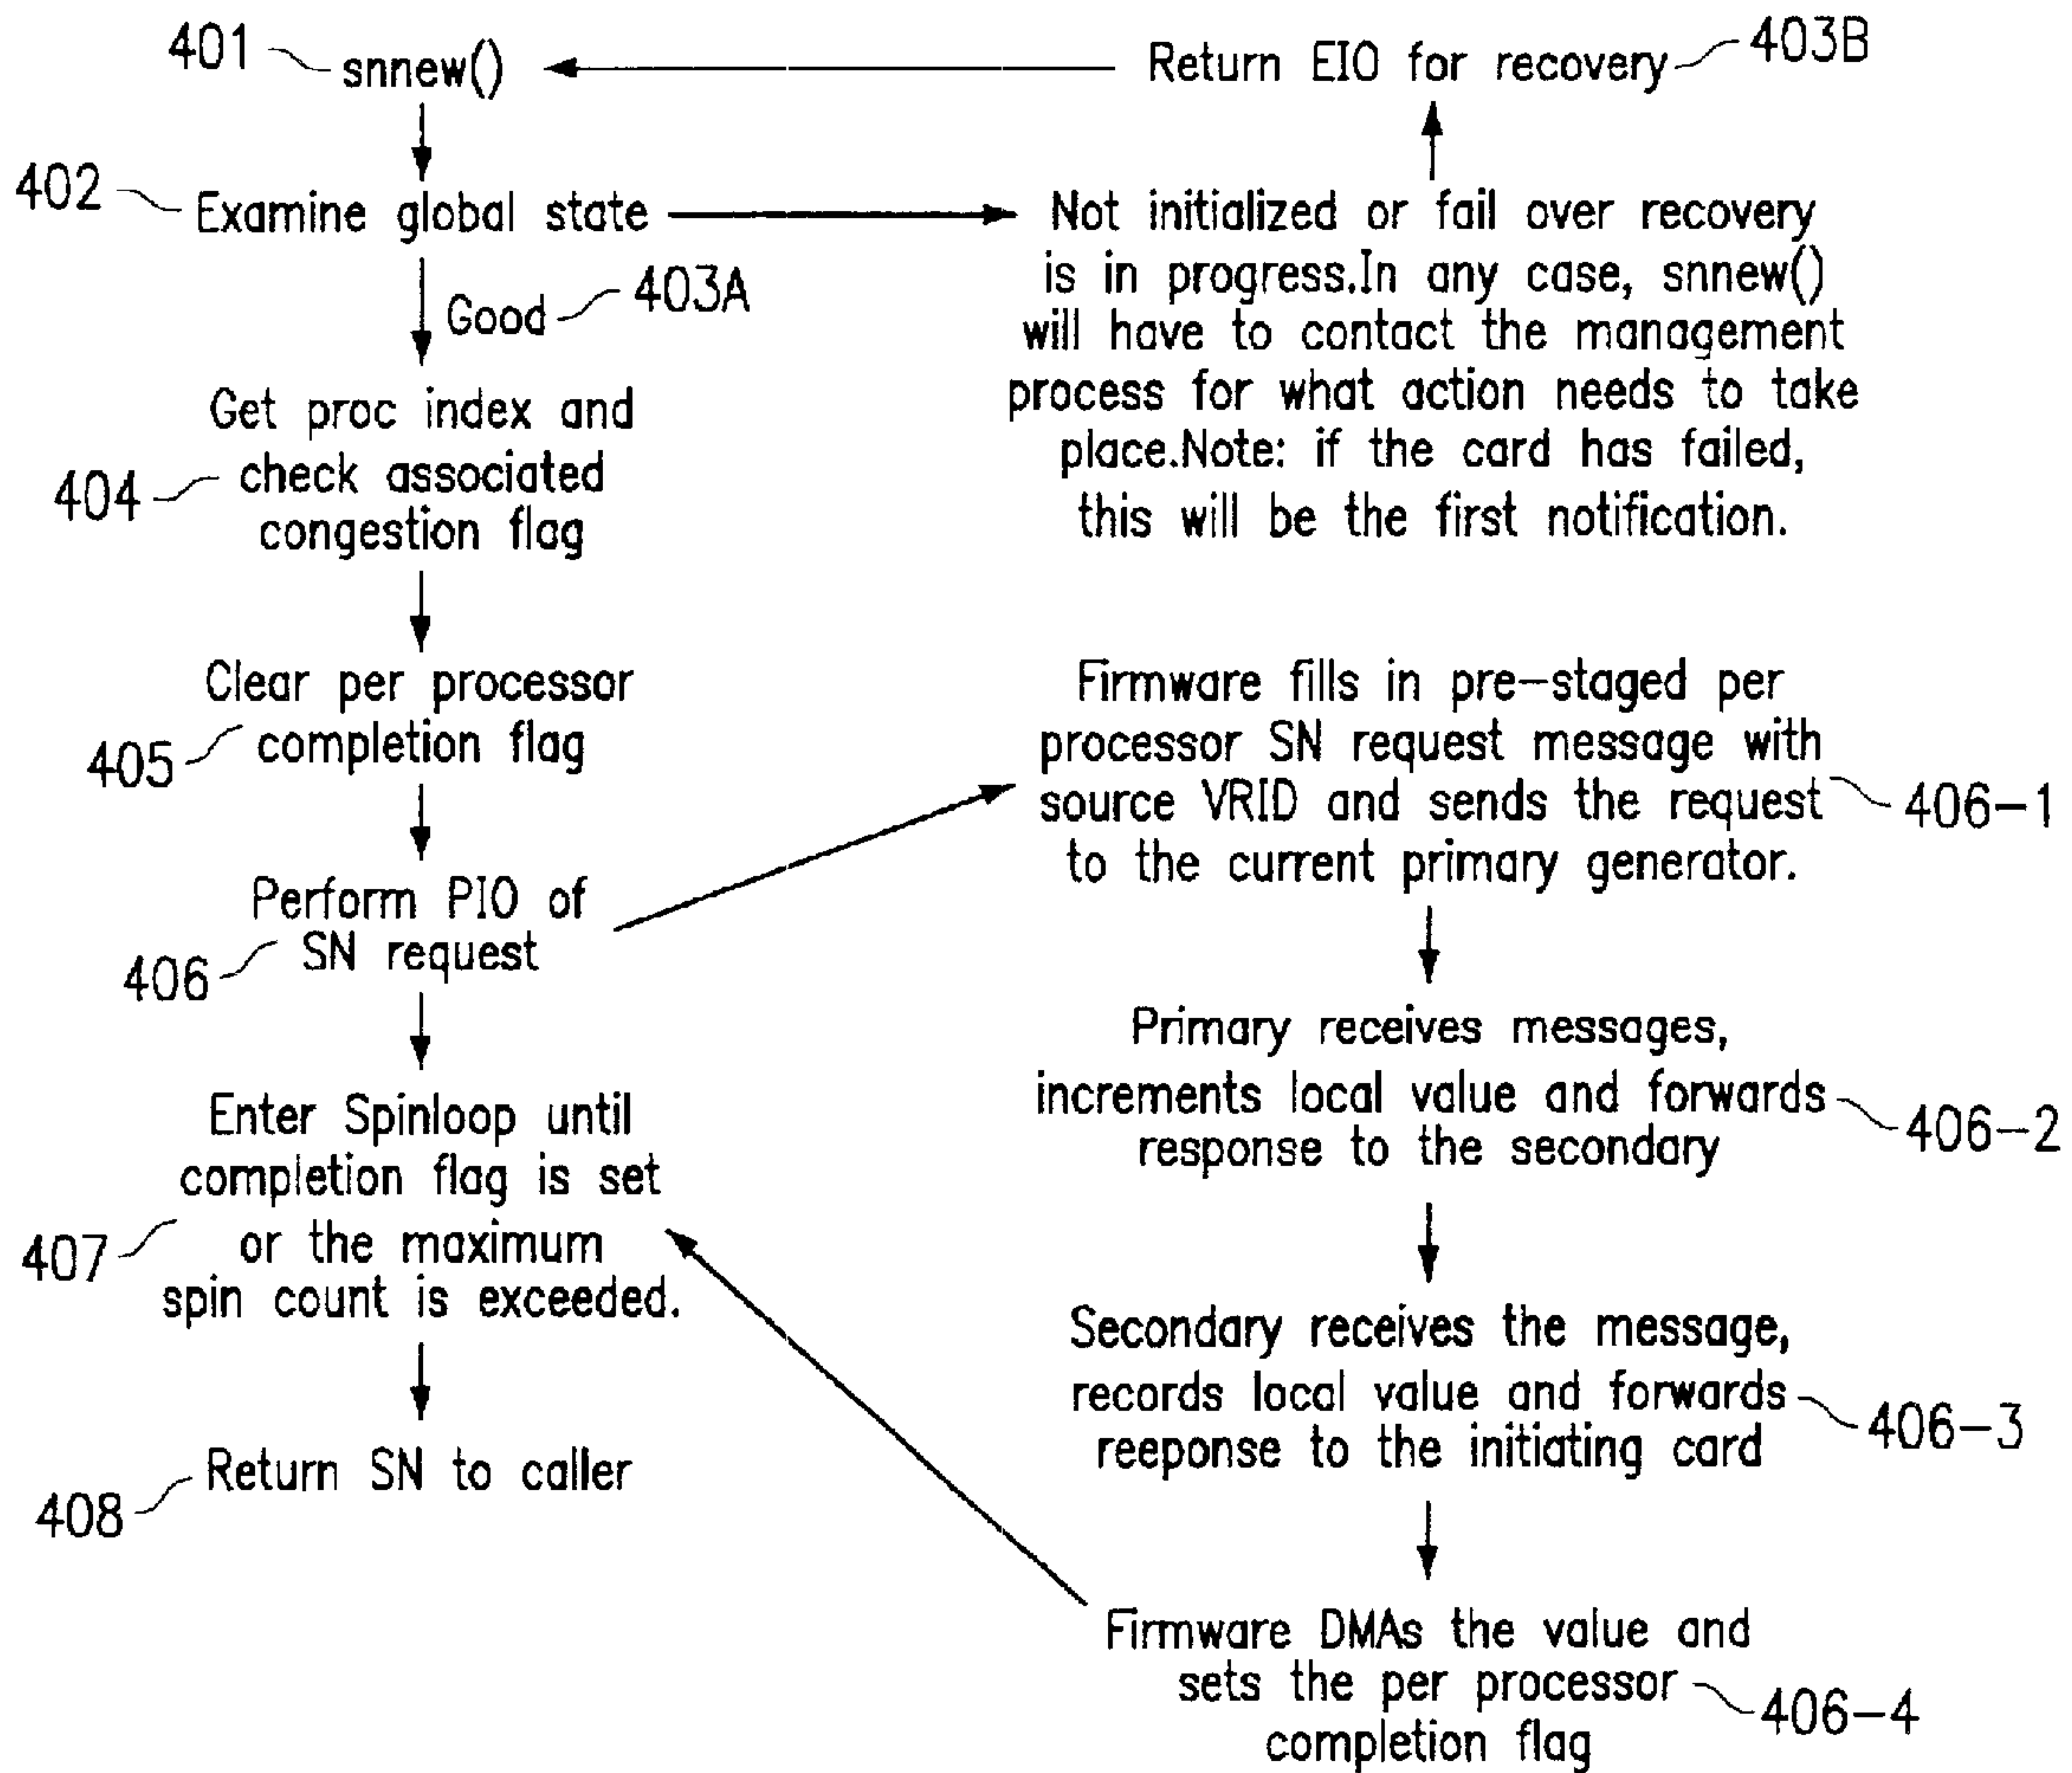 401
snnew()
402
Examine global state
Good
403A
Get proc index and
404
check associated
congestion flag
Clear per processor
405
completion flag
Perform PIO of
406
SN request
Enter Spinloop until
completion flag is set
407
or the maximum
spin count is exceeded.
Return SN to caller
408
Return EIO for recovery
403B
Not initialized or fail over recovery
is in progress.In any case, snnew()
will have to contact the management
process for what action needs to take
place.Note: if the card has failed,
this will be the first notification.
Firmware fills in pre-staged per
processor SN request message with
source VRID and sends the request
406-1
to the current primary generator.
Primary receives messages,
increments local value and forwards
406-2
response to the secondary
Secondary receives the message,
records local value and forwards
406-3
reeponse to the initiating card
Firmware DMAs the value and
sets the per processor
406-4
completion flag